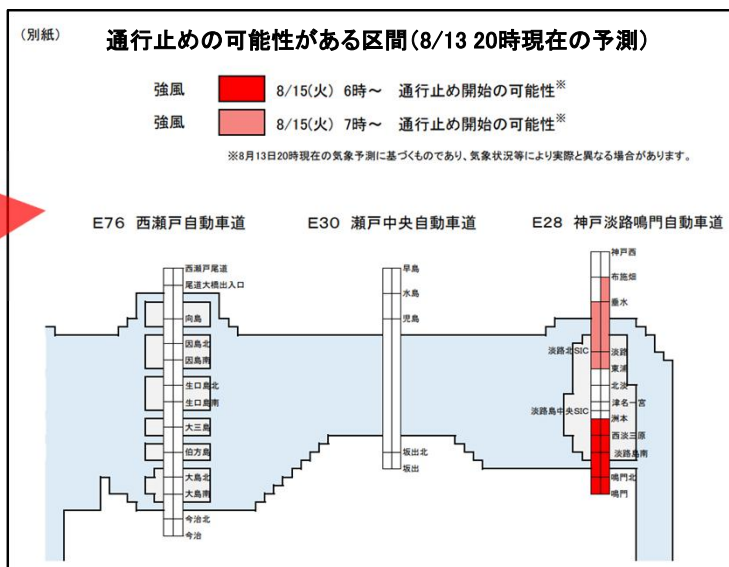 (別紙)
通行止めの可能性がある区間(8/13 20時現在の予測)
強風 8/15(火) 6時～ 通行止め開始の可能性※
強風 8/15(火) 7時～ 通行止め開始の可能性※
※8月13日20時現在の気象予測に基づくものであり、気象状況等により実際と異なる場合があります。
E76 西瀬戸自動車道
西瀬戸尾道
尾道大橋出入口
向島
因島北
因島南
生口島北
生口島南
大三島
伯方島
大島北
大島南
今治北
今治
E30 瀬戸中央自動車道
早島
水島
児島
坂出北
坂出
E28 神戸淡路鳴門自動車道
神戸西
布施畑
垂水
淡路北SIC
淡路
東浦
北淡
津名一宮
淡路島中央SIC
洲本
西淡三原
淡路島南
鳴門北
鳴門